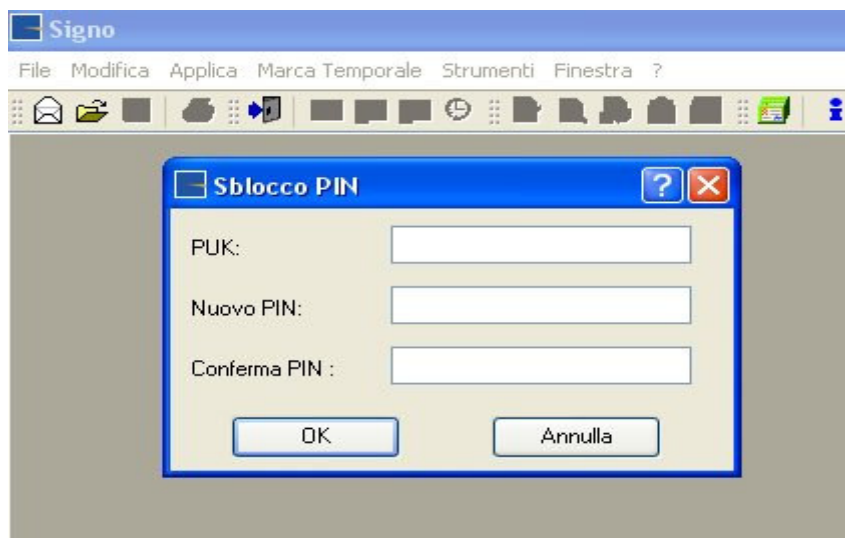 Signo
File Modifica Applica Marca Temporale Strumenti Finestra ?
Sblocco PIN
PUK:
Nuovo PIN:
Conferma PIN :
OK Annulla